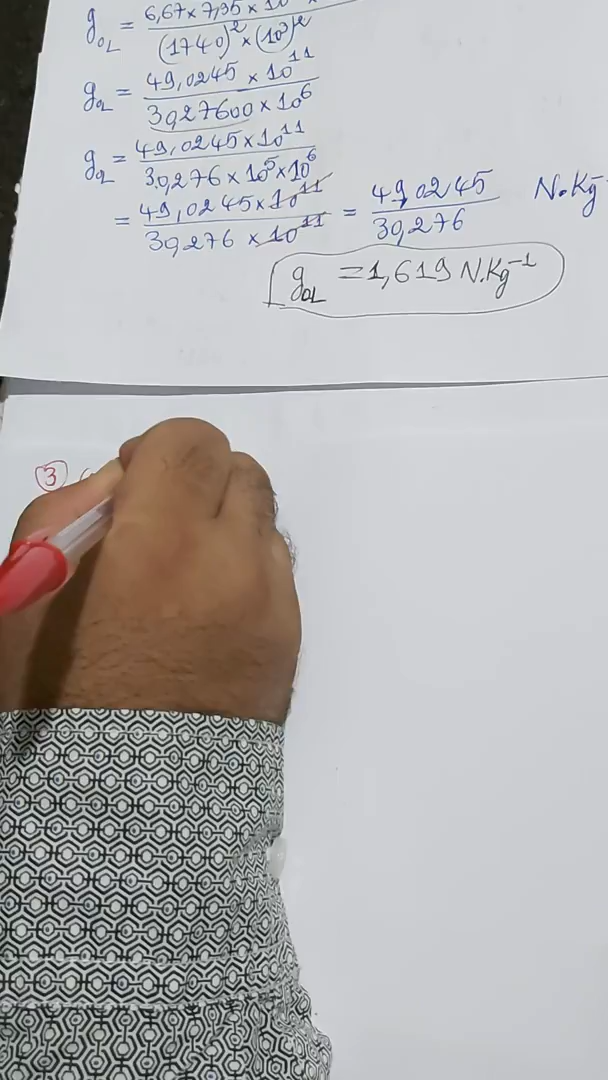 g₀L = 6,67 × 7,35 × 10 / (1740)² × (10³)²
g₀L = 49,0245 × 10¹¹ / 3027600 × 10⁶
g₀L = 49,0245 × 10¹¹ / 30,276 × 10⁵ × 10⁶
= 49,0245 × 10¹¹ / 30,276 × 10¹¹ = 49,0245 / 30,276 N.Kg⁻
g₀L = 1,619 N.Kg⁻¹
3